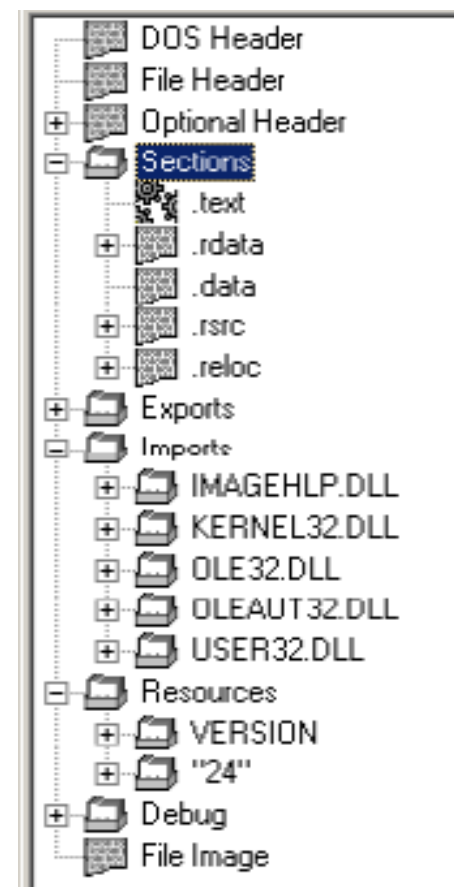 DOS Header
File Header
Optional Header
Sections
.text
.rdata
.data
.rsrc
.reloc
Exports
Imports
IMAGEHLP.DLL
KERNEL32.DLL
OLE32.DLL
OLEAUT32.DLL
USER32.DLL
Resources
VERSION
"24"
Debug
File Image